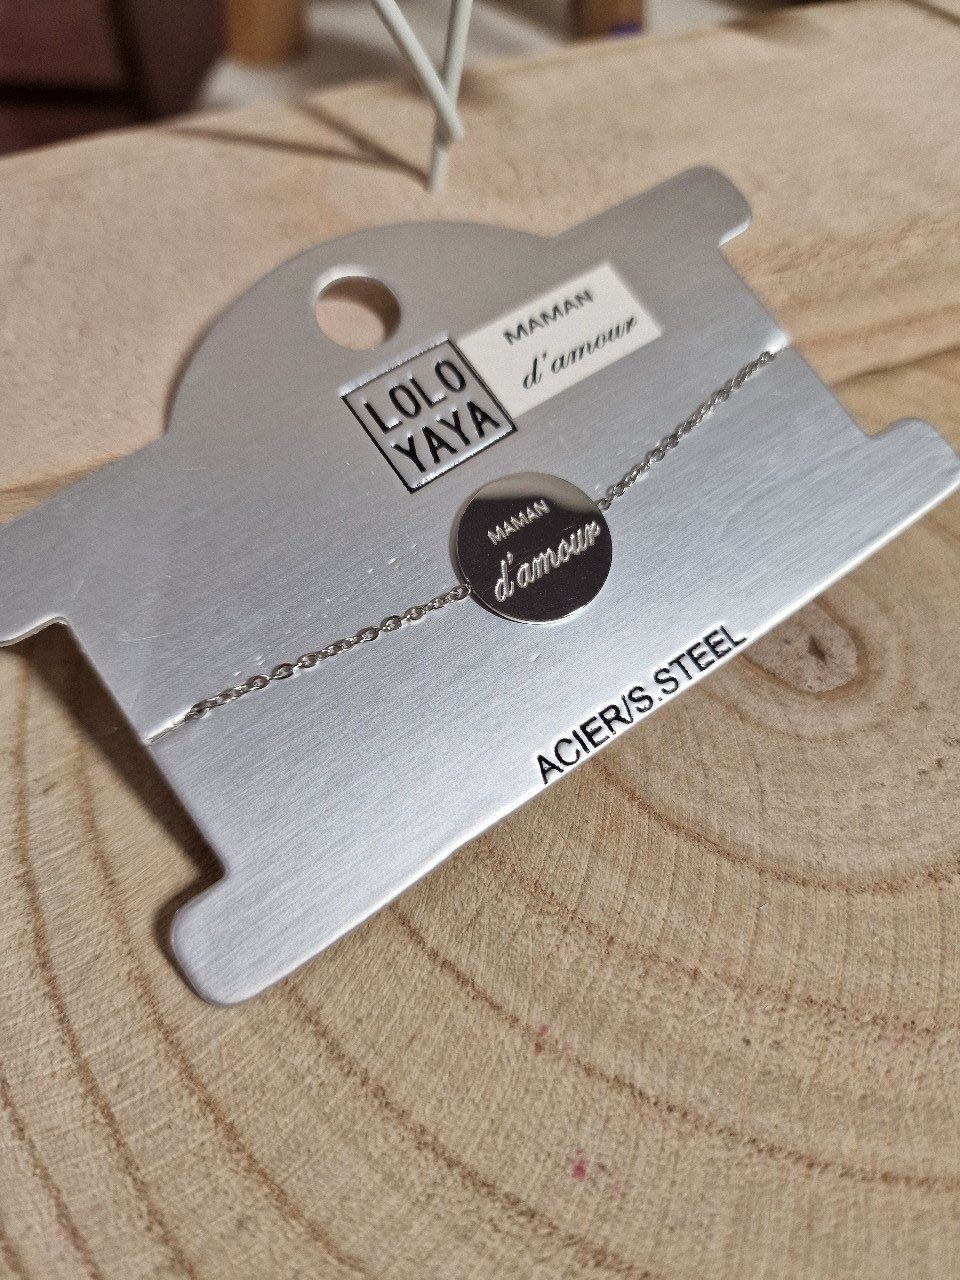 MAMAN
d'amour
LOLO
YAYA
MAMAN
d'amour
ACIER/S.STEEL